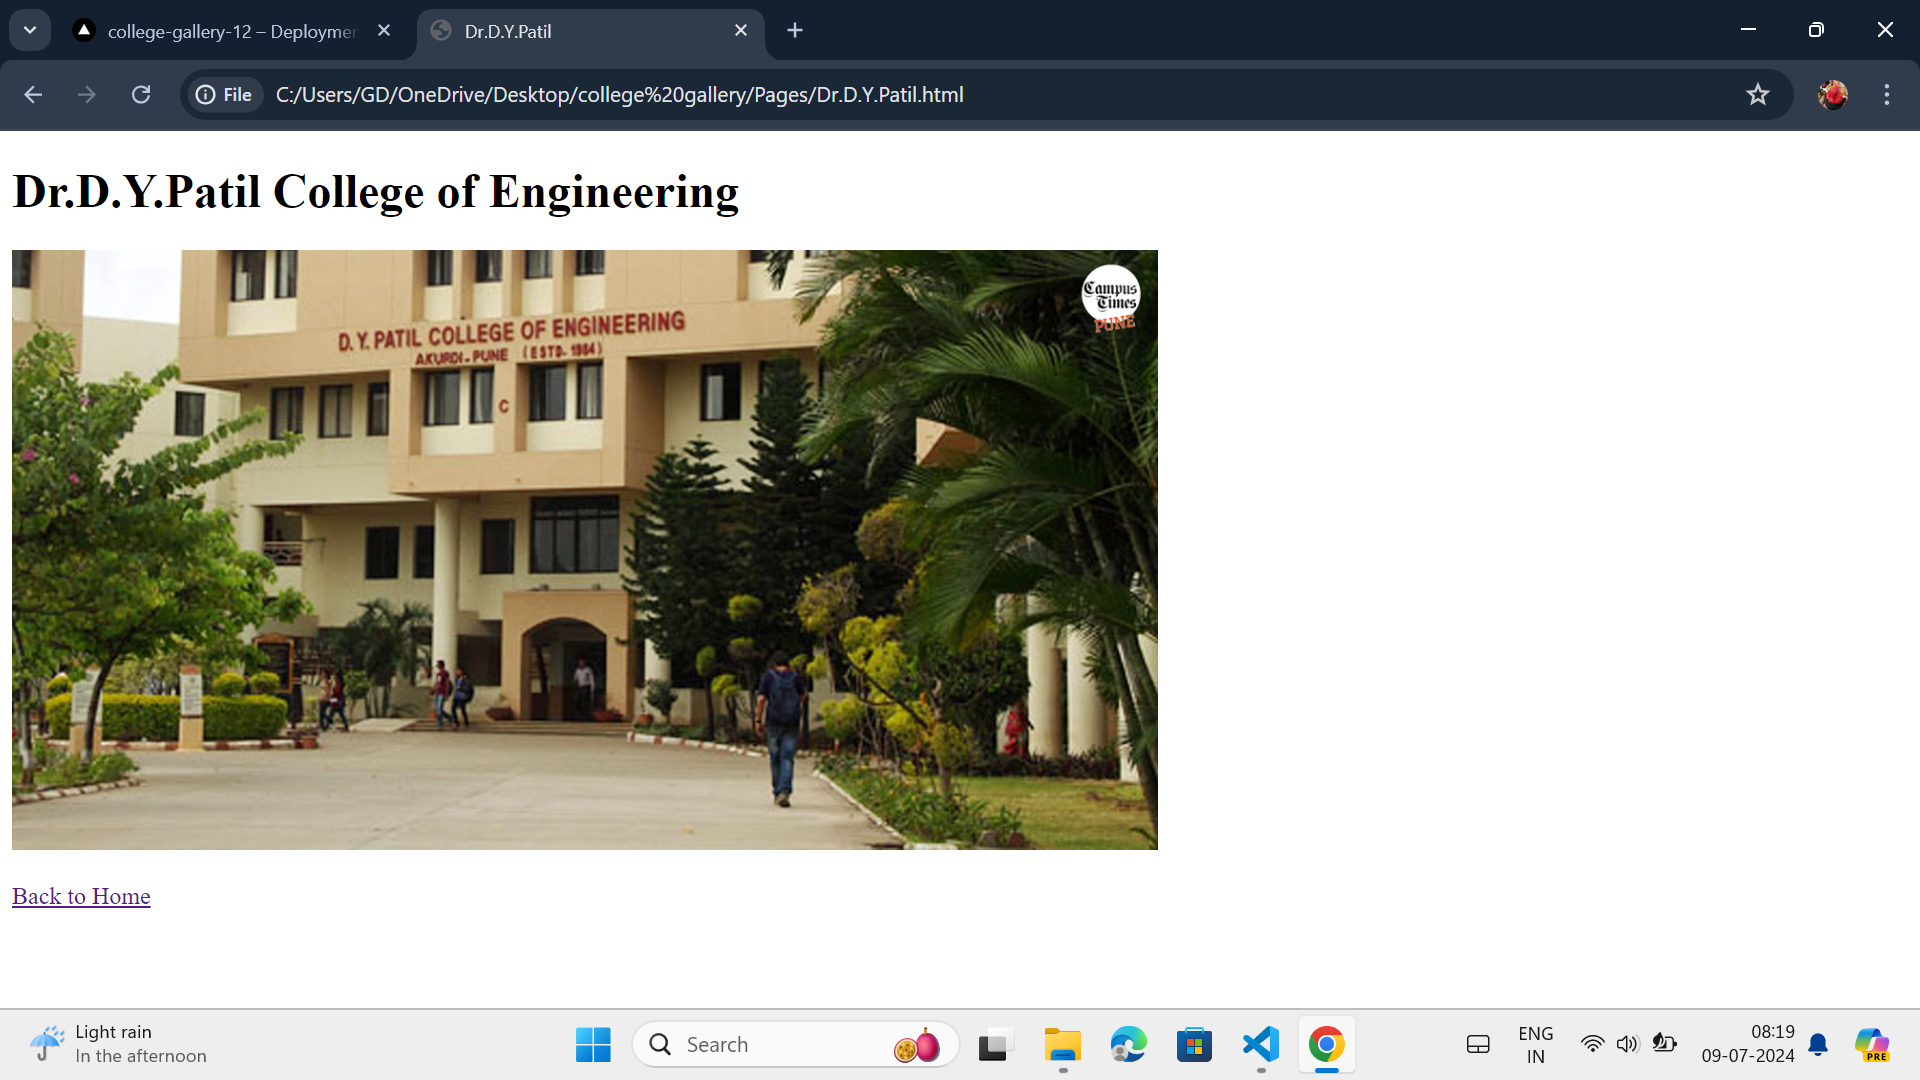 college-gallery-12 – Deploymen
Dr.D.Y.Patil
File
C:/Users/GD/OneDrive/Desktop/college%20gallery/Pages/Dr.D.Y.Patil.html
Dr.D.Y.Patil College of Engineering
Campus
Times
PUNE
D. Y. PATIL COLLEGE OF ENGINEERING
AKURDI - PUNE (ESTD- 1984)
C
Back to Home
Light rain
In the afternoon
Search
ENG
IN
08:19
09-07-2024
PRE